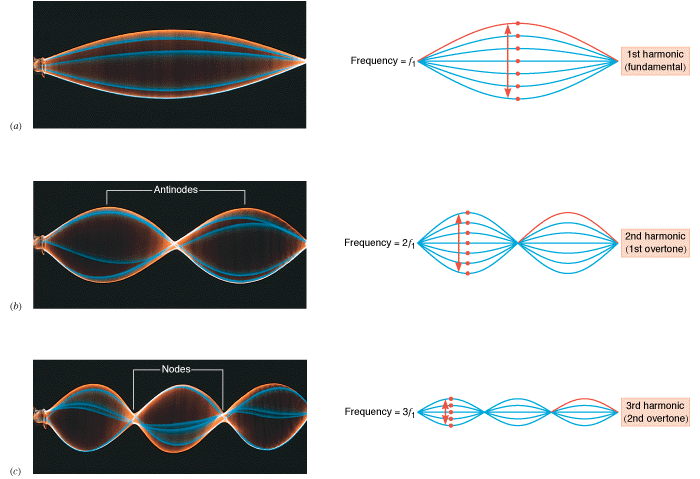 Frequency = f1
1st harmonic
(fundamental)
(a)
Antinodes
Frequency = 2f1
2nd harmonic
(1st overtone)
(b)
Nodes
Frequency = 3f1
3rd harmonic
(2nd overtone)
(c)